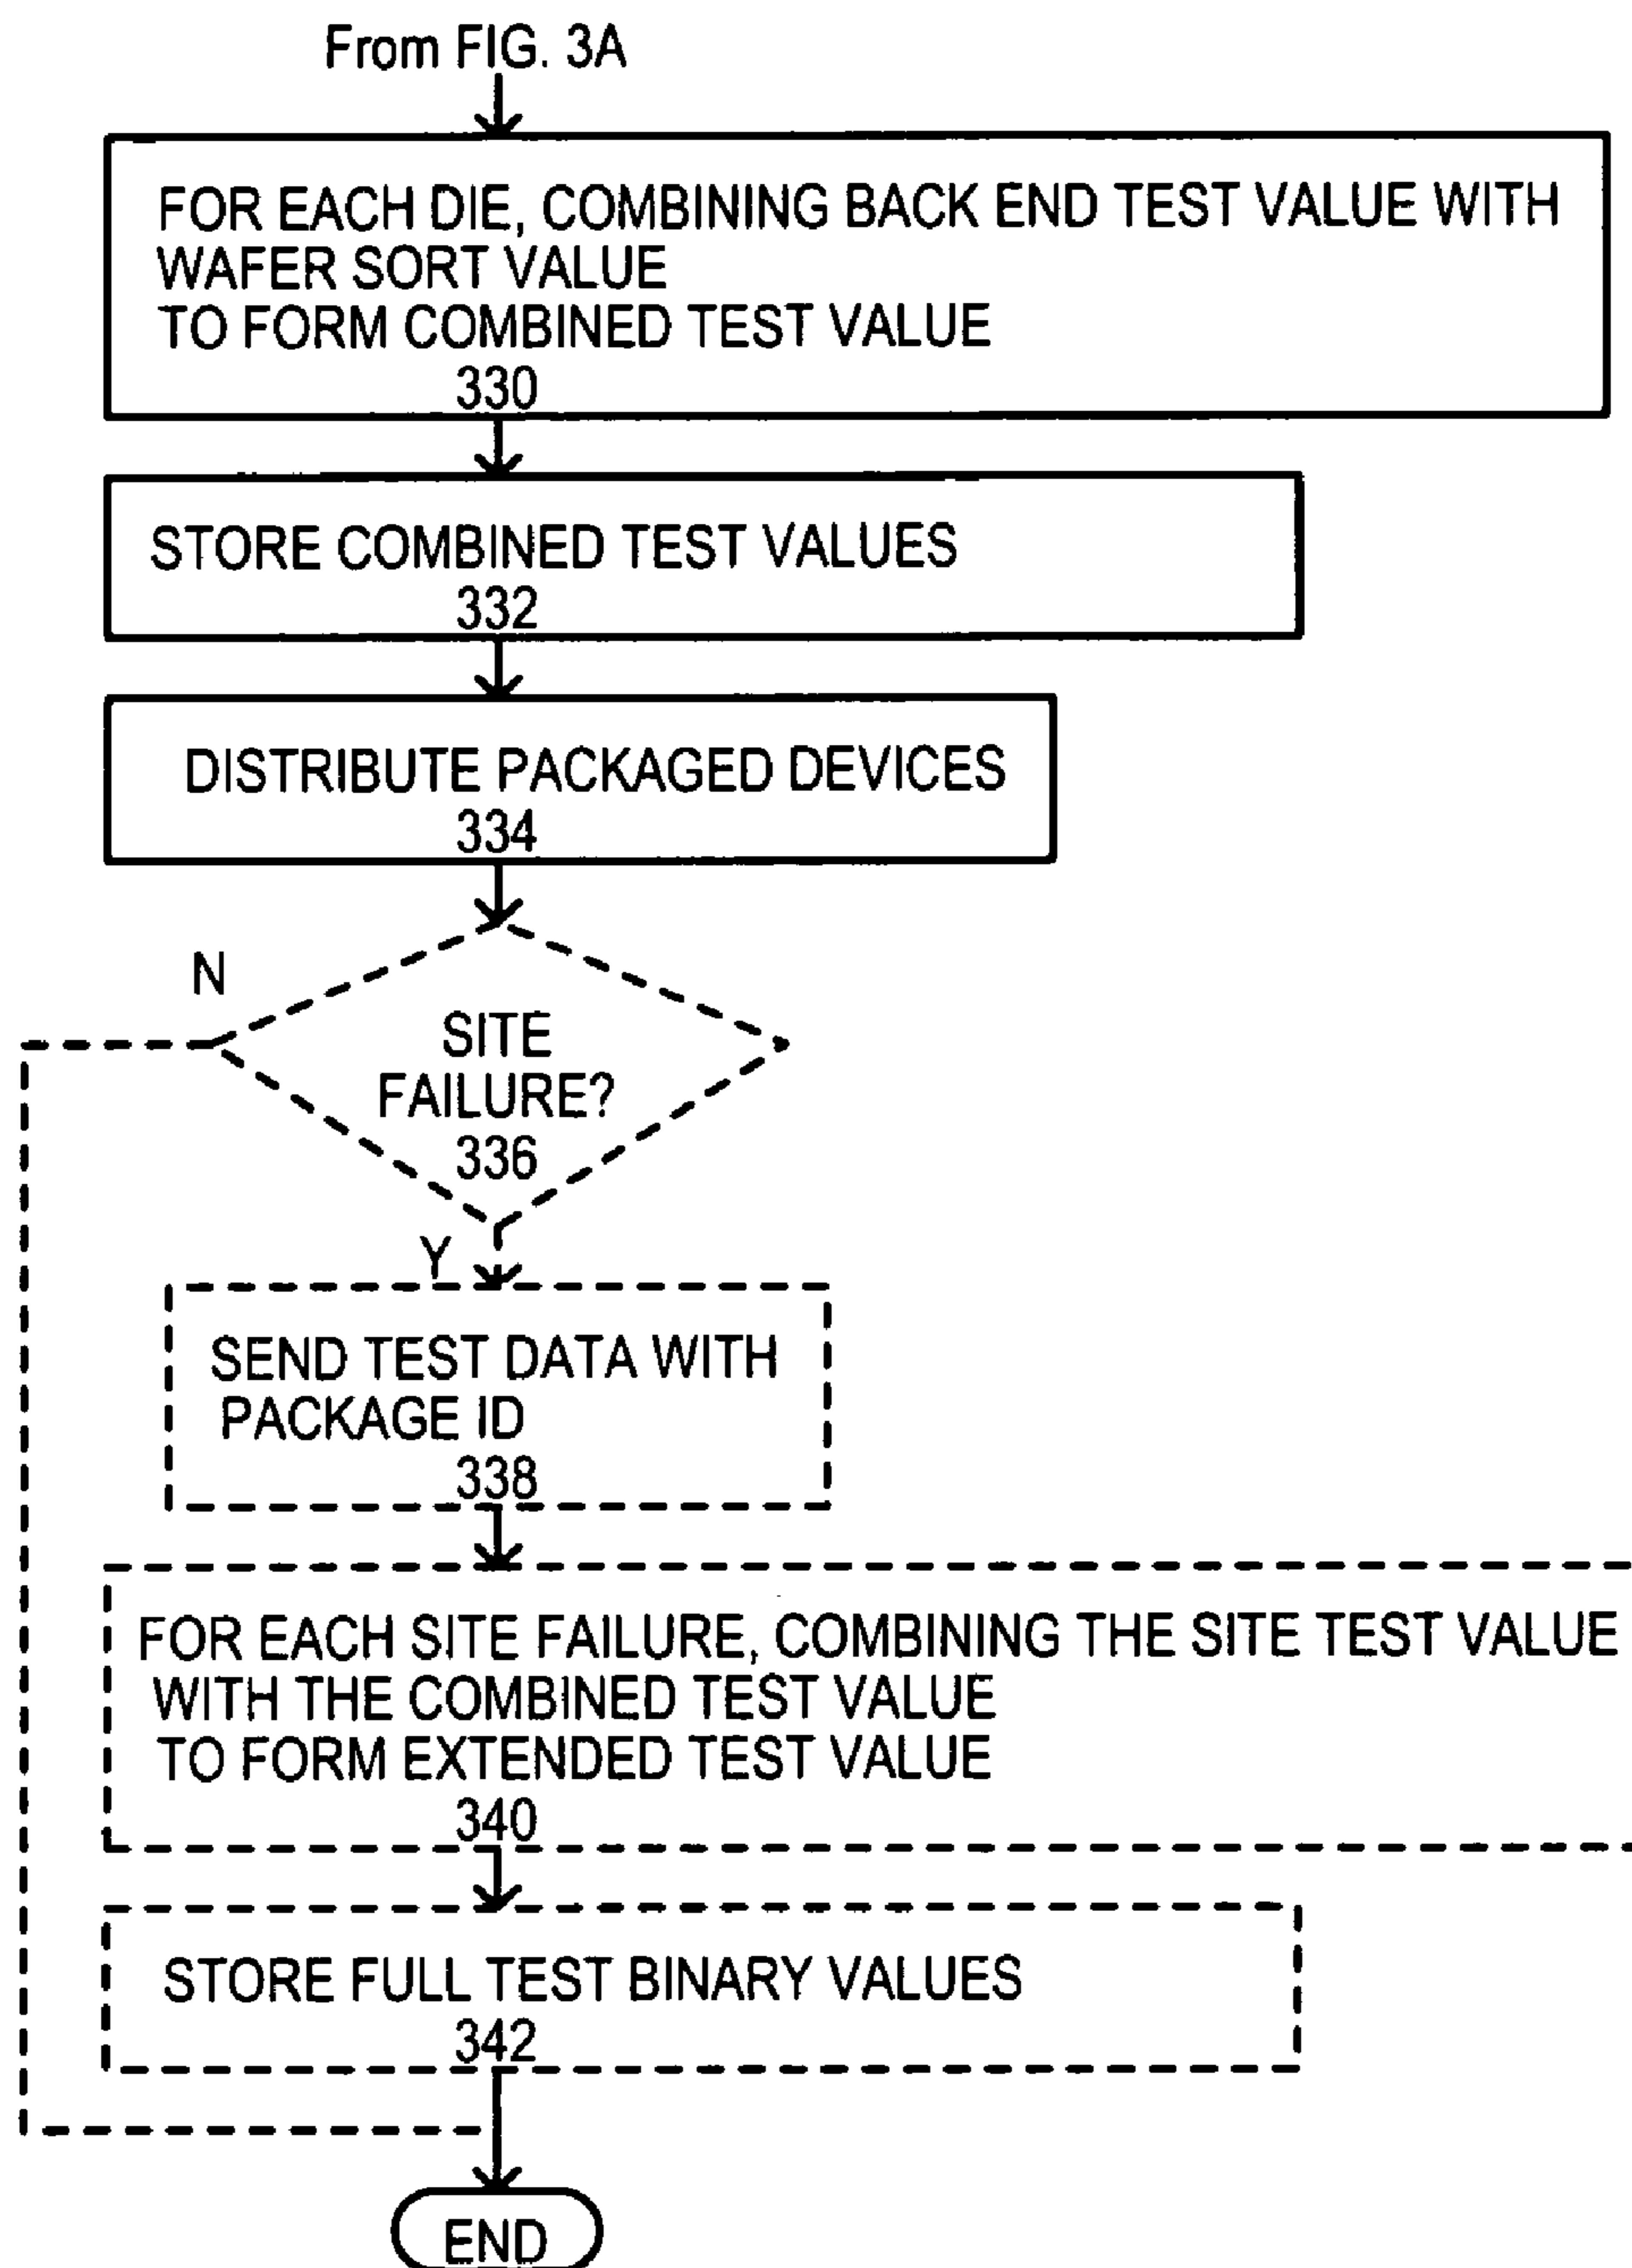 From FIG. 3A
FOR EACH DIE, COMBINING BACK END TEST VALUE WITH
WAFER SORT VALUE
TO FORM COMBINED TEST VALUE
330
STORE COMBINED TEST VALUES
332
DISTRIBUTE PACKAGED DEVICES
334
N
SITE
FAILURE?
336
Y
SEND TEST DATA WITH
PACKAGE ID
338
FOR EACH SITE FAILURE, COMBINING THE SITE TEST VALUE
WITH THE COMBINED TEST VALUE
TO FORM EXTENDED TEST VALUE
340
STORE FULL TEST BINARY VALUES
342
END